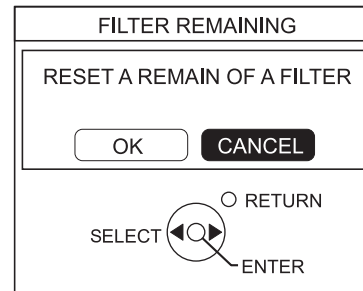 FILTER REMAINING
RESET A REMAIN OF A FILTER
OK CANCEL
RETURN
SELECT
ENTER